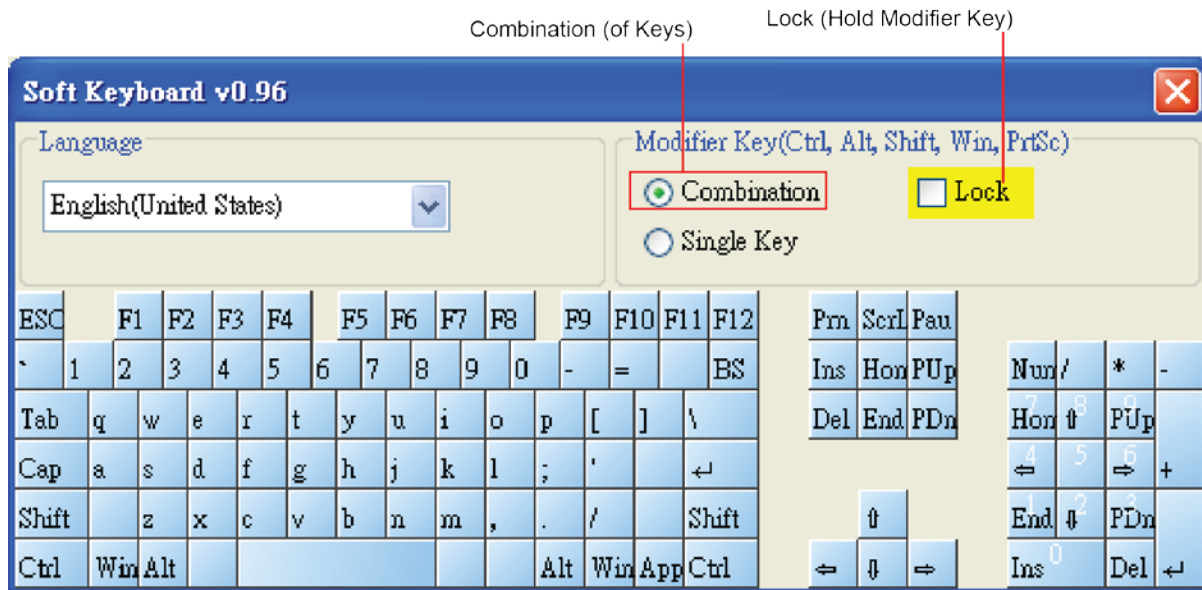 Lock (Hold Modifier Key)
Combination (of Keys)
Soft Keyboard v0.96
Language
Modifier Key(Ctrl, Alt, Shift, Win, PrtSc)
English(United States)
Combination
Lock
Single Key
ESC F1 F2 F3 F4 F5 F6 F7 F8 F9 F10 F11 F12 Prn ScrL Pau
` 1 2 3 4 5 6 7 8 9 0 - = BS Ins Hon PUp Nun / * -
Tab q w e r t y u i o p [ ] \ Del End PDn Hon 7 ⇧ 8 PUp 9
Cap a s d f g h j k l ; ' ↵ ⇦ 4 5 ⇨ 6 +
Shift z x c v b n m , . / Shift ⇧ End 1 ⇩ 2 PDn 3
Ctrl Win Alt Alt Win App Ctrl ⇦ ⇩ ⇨ Ins 0 Del ↵